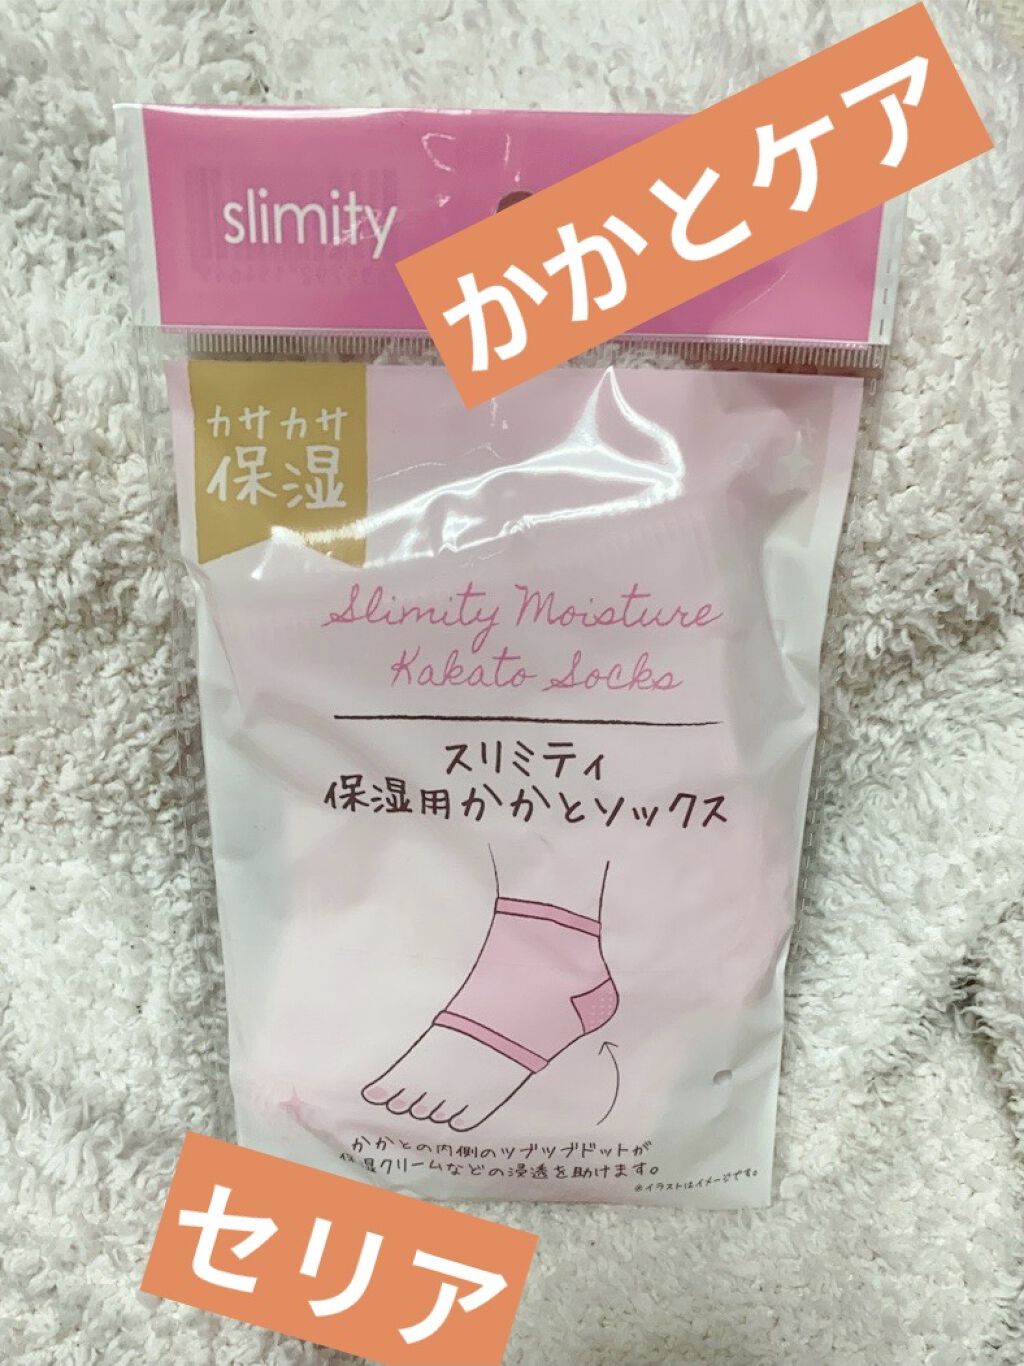 かかとケア
slimity
カサカサ
保湿
Slimity Moisture
Kakato Socks
スリミティ
保湿用かかとソックス
かかとの内側のツブツブドットが
保湿クリームなどの浸透を助けます。
※イラストはイメージです。
セリア